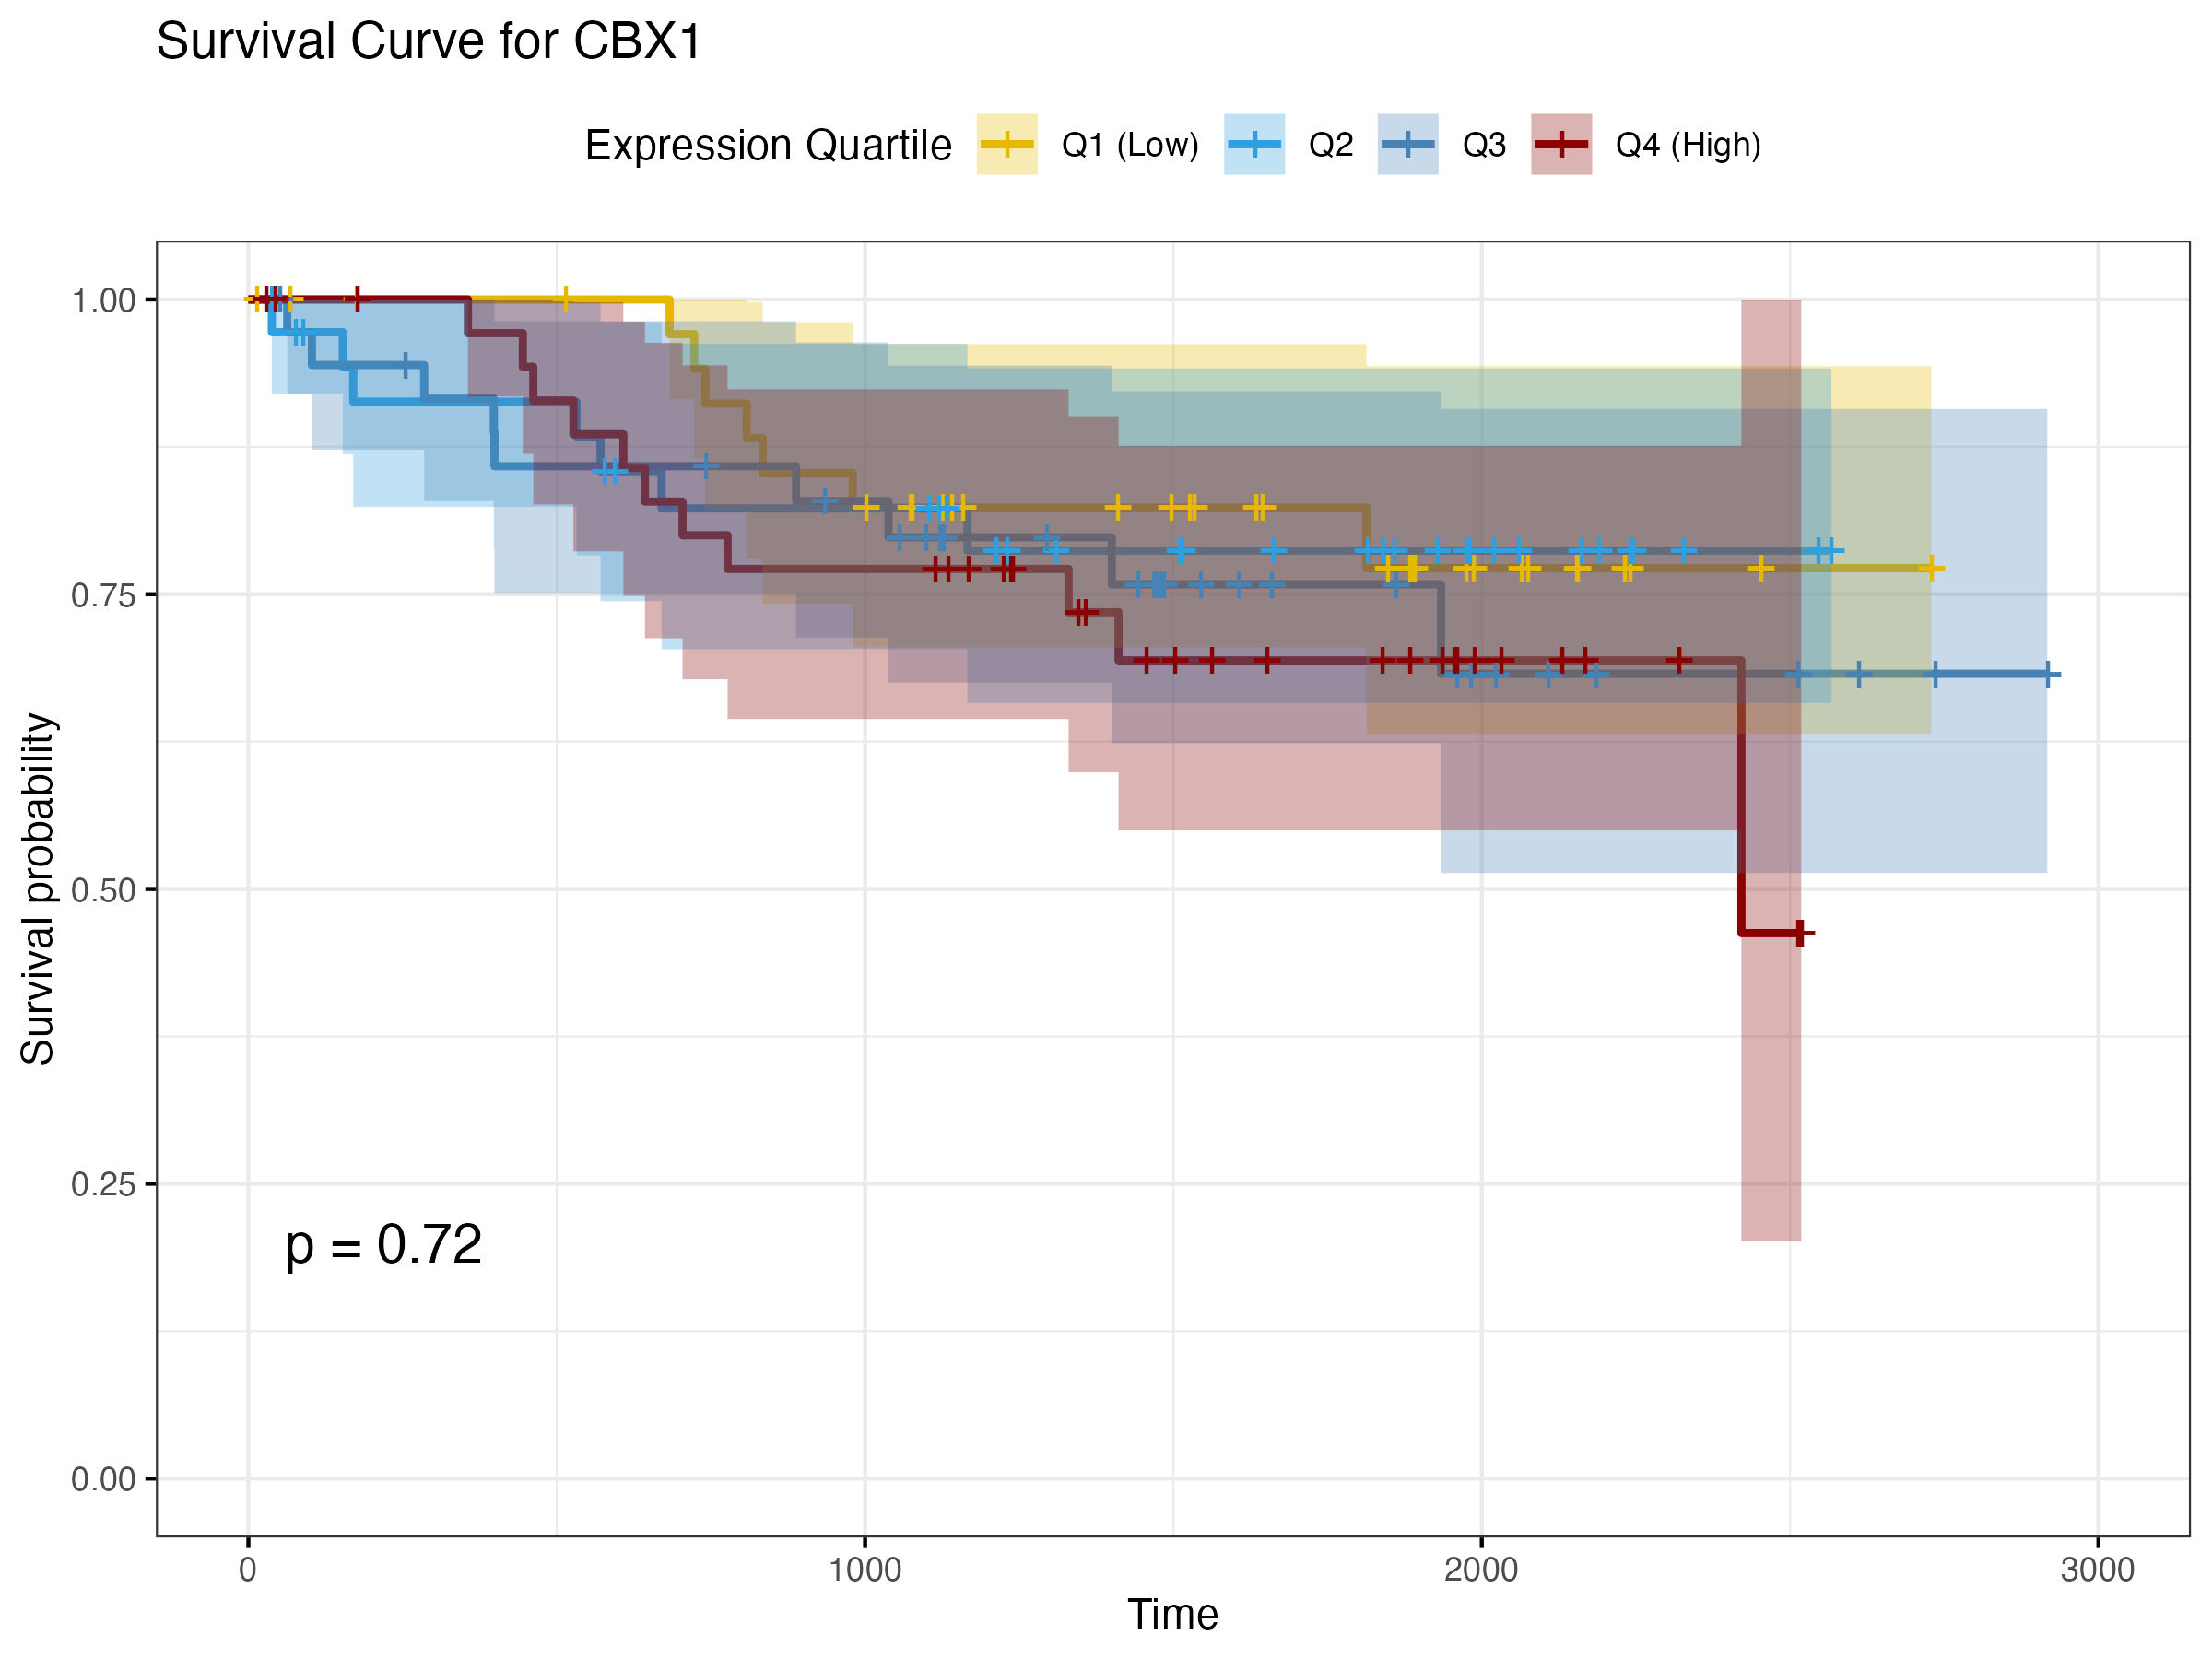 Survival Curve for CBX1
Expression Quartile Q1 (Low) Q2 Q3 Q4 (High)
1.00
0.75
0.50
0.25
0.00
Survival probability
p = 0.72
0 1000 2000 3000
Time